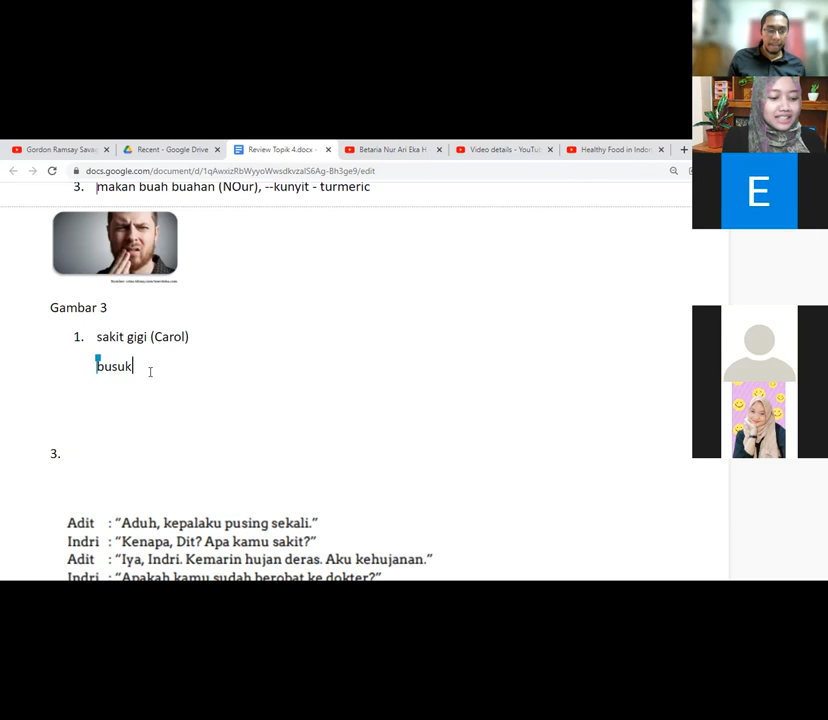 Gordon Ramsay Sava
Recent - Google Drive
Review Topik 4.docx -
Betaria Nur Ari Eka H
Video details - YouTu
Healthy Food in Indon
docs.google.com/document/d/1qAwxizRbWyyoWwsdkvzaIS6Ag-Bh3ge9/edit
3. makan buah buahan (NOur), --kunyit - turmeric
Gambar 3
1. sakit gigi (Carol)
busuk
3.
Adit : “Aduh, kepalaku pusing sekali.”
Indri : “Kenapa, Dit? Apa kamu sakit?”
Adit : “Iya, Indri. Kemarin hujan deras. Aku kehujanan.”
Indri : “Apakah kamu sudah berobat ke dokter?”
E